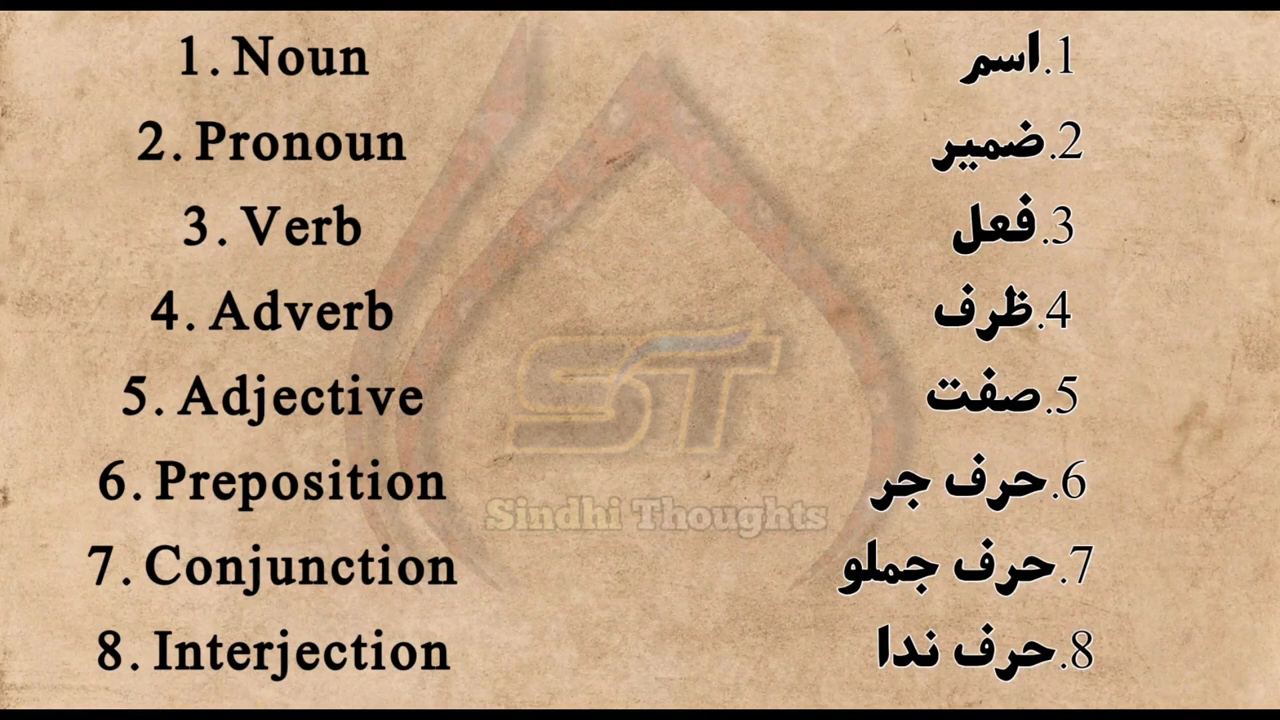 1. Noun
1. اسم
2. Pronoun
2. ضمير
3. Verb
3. فعل
4. Adverb
4. ظرف
5. Adjective
5. صفت
6. Preposition
6. حرف جر
7. Conjunction
7. حرف جملو
8. Interjection
8. حرف ندا
ST
Sindhi Thoughts